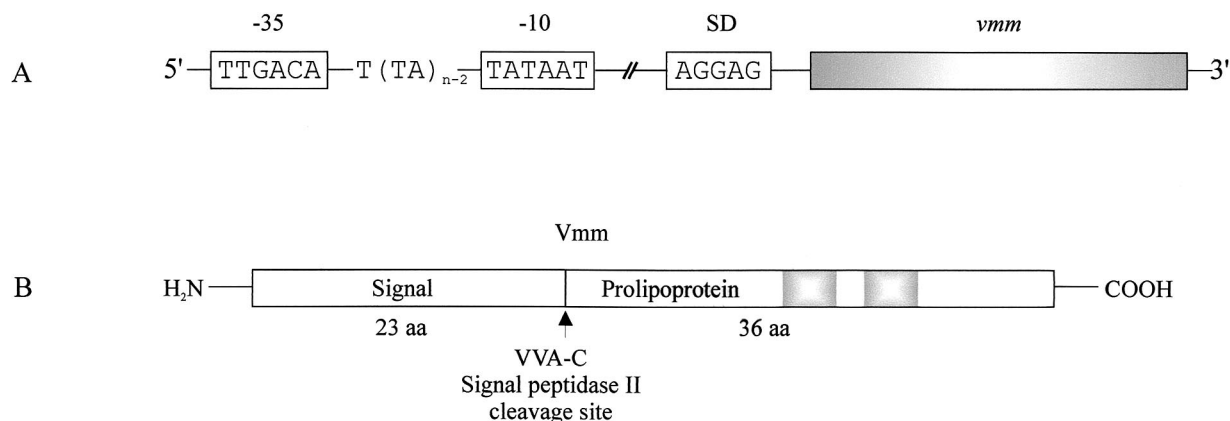 -35 -10 SD vmm
A 5' TTGACA T(TA)n-2 TATAAT AGGAG 3'
Vmm
B H2N Signal Prolipoprotein COOH
23 aa 36 aa
VVA-C
Signal peptidase II
cleavage site